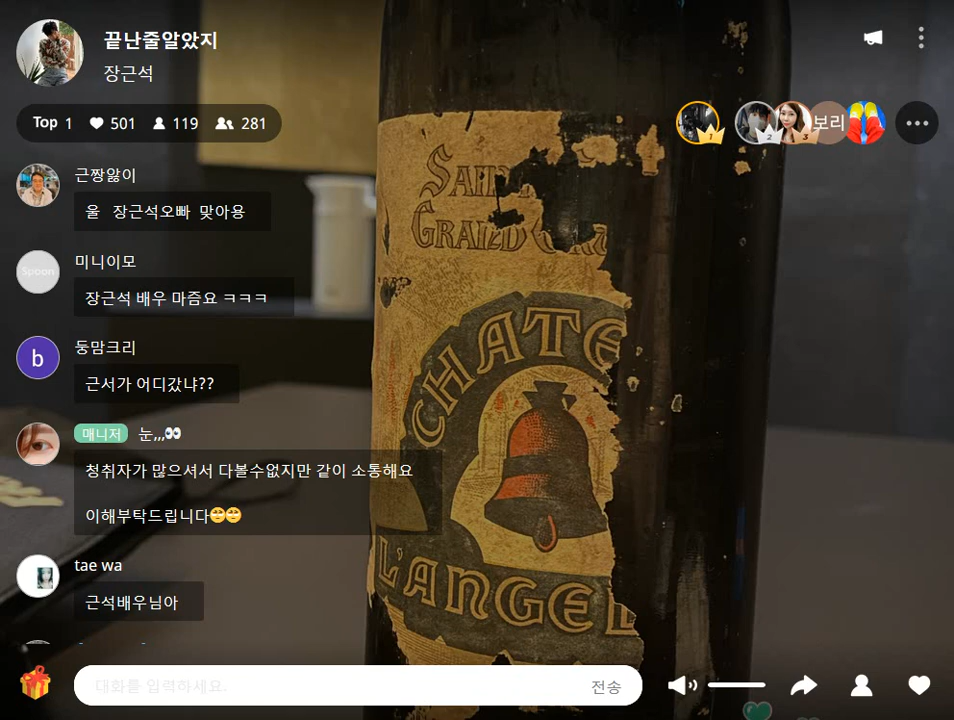 끝난줄알았지
장근석
Top 1 501 119 281
1 2 3 보리
근짱앓이
울 장근석오빠 맞아용
Spoon
미니이모
장근석 배우 마즘요 ㅋㅋㅋ
b
둥맘크리
근서가 어디갔냐??
매니저 눈,,,👀
청취자가 많으셔서 다볼수없지만 같이 소통해요
이해부탁드립니다🙄🙄
tae wa
근석배우님아
대화를 입력하세요.
전송
GRAND
CHATE
L'ANGEL